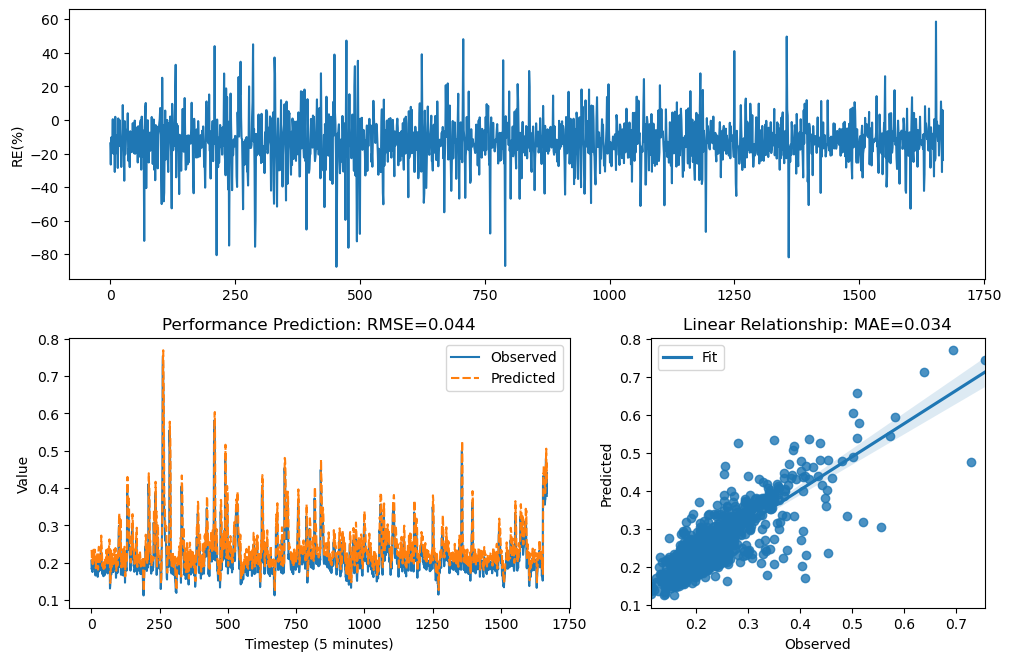 60
40
20
0
−20
−40
−60
−80
RE(%)
0 250 500 750 1000 1250 1500 1750
Performance Prediction: RMSE=0.044
0.8
0.7
0.6
0.5
0.4
0.3
0.2
0.1
Value
Observed
Predicted
0 250 500 750 1000 1250 1500 1750
Timestep (5 minutes)
Linear Relationship: MAE=0.034
0.8
0.7
0.6
0.5
0.4
0.3
0.2
0.1
Predicted
Fit
0.2 0.3 0.4 0.5 0.6 0.7
Observed